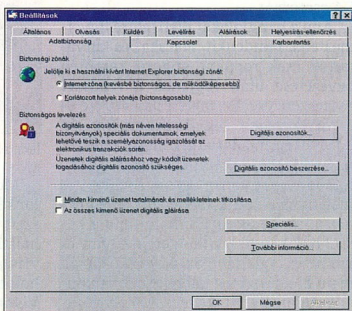 Beállítások
Általános Olvasás Küldés Levélírás Aláírások Helyesírás-ellenőrzés
Adatbiztonság Kapcsolat Karbantartás
Biztonsági zónák
Jelölje ki a használni kívánt Internet Explorer biztonsági zónát:
Internet-zóna (kevésbé biztonságos, de működőképesebb)
Korlátozott helyek zónája (biztonságosabb)
Biztonságos levelezés
A digitális azonosítók (más néven hitelességi
bizonyítványok) speciális dokumentumok, amelyek
lehetővé teszik a személyazonosság igazolását az
elektronikus tranzakciók során.
Digitális azonosítók...
Üzenetek digitális aláírásához vagy kódolt üzenetek
fogadásához digitális azonosító szükséges.
Digitális azonosító beszerzése...
Minden kimenő üzenet tartalmának és mellékleteinek titkosítása
Az összes kimenő üzenet digitális aláírása
Speciális...
További információ...
OK Mégse